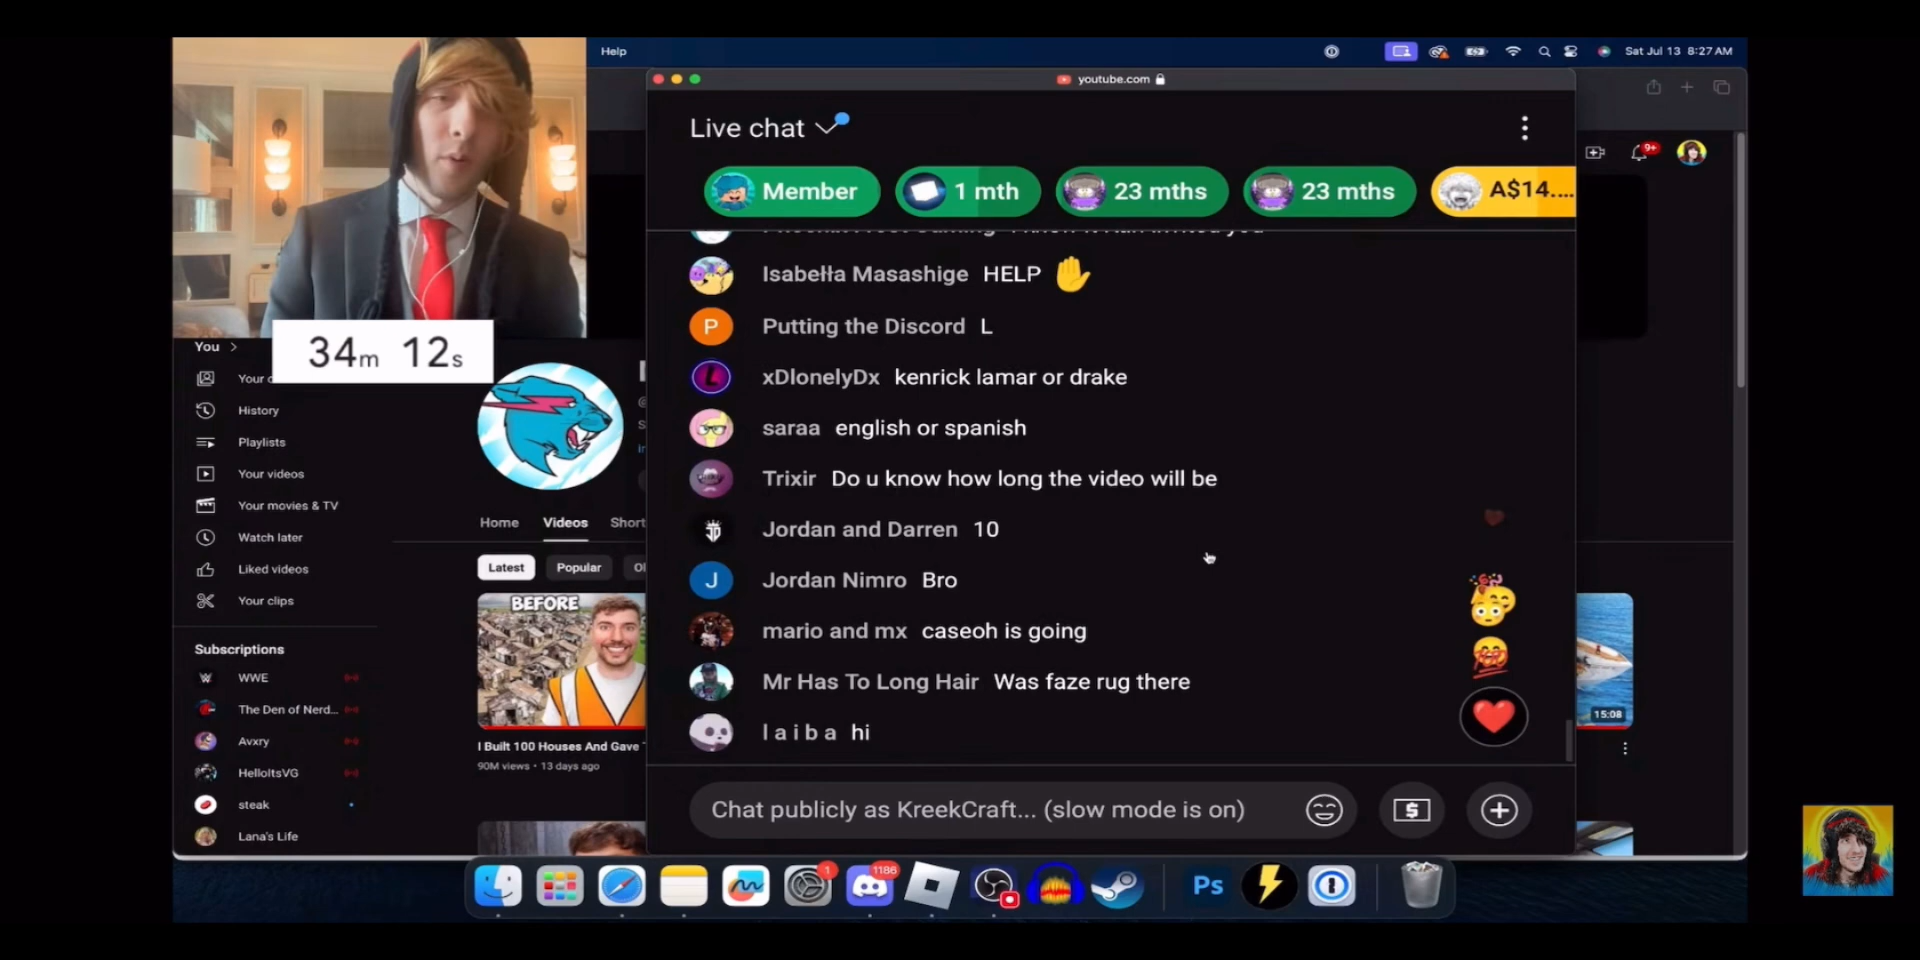 Help
Sat Jul 13 8:27 AM
youtube.com
Live chat
Member
1 mth
23 mths
23 mths
A$14....
Isabełła Masashige HELP
Putting the Discord L
xDlonelyDx kenrick lamar or drake
saraa english or spanish
Trixir Do u know how long the video will be
Jordan and Darren 10
Jordan Nimro Bro
mario and mx caseoh is going
Mr Has To Long Hair Was faze rug there
l a i b a hi
Chat publicly as KreekCraft... (slow mode is on)
34m 12s
You
Your
History
Playlists
Your videos
Your movies & TV
Watch later
Liked videos
Your clips
Subscriptions
WWE
The Den of Nerd...
Avxry
HelloItsVG
steak
Lana's Life
Home
Videos
Short
Latest
Popular
BEFORE
I Built 100 Houses And Gave
90M views • 13 days ago
9+
15:08
P
J
1
1186
Ps